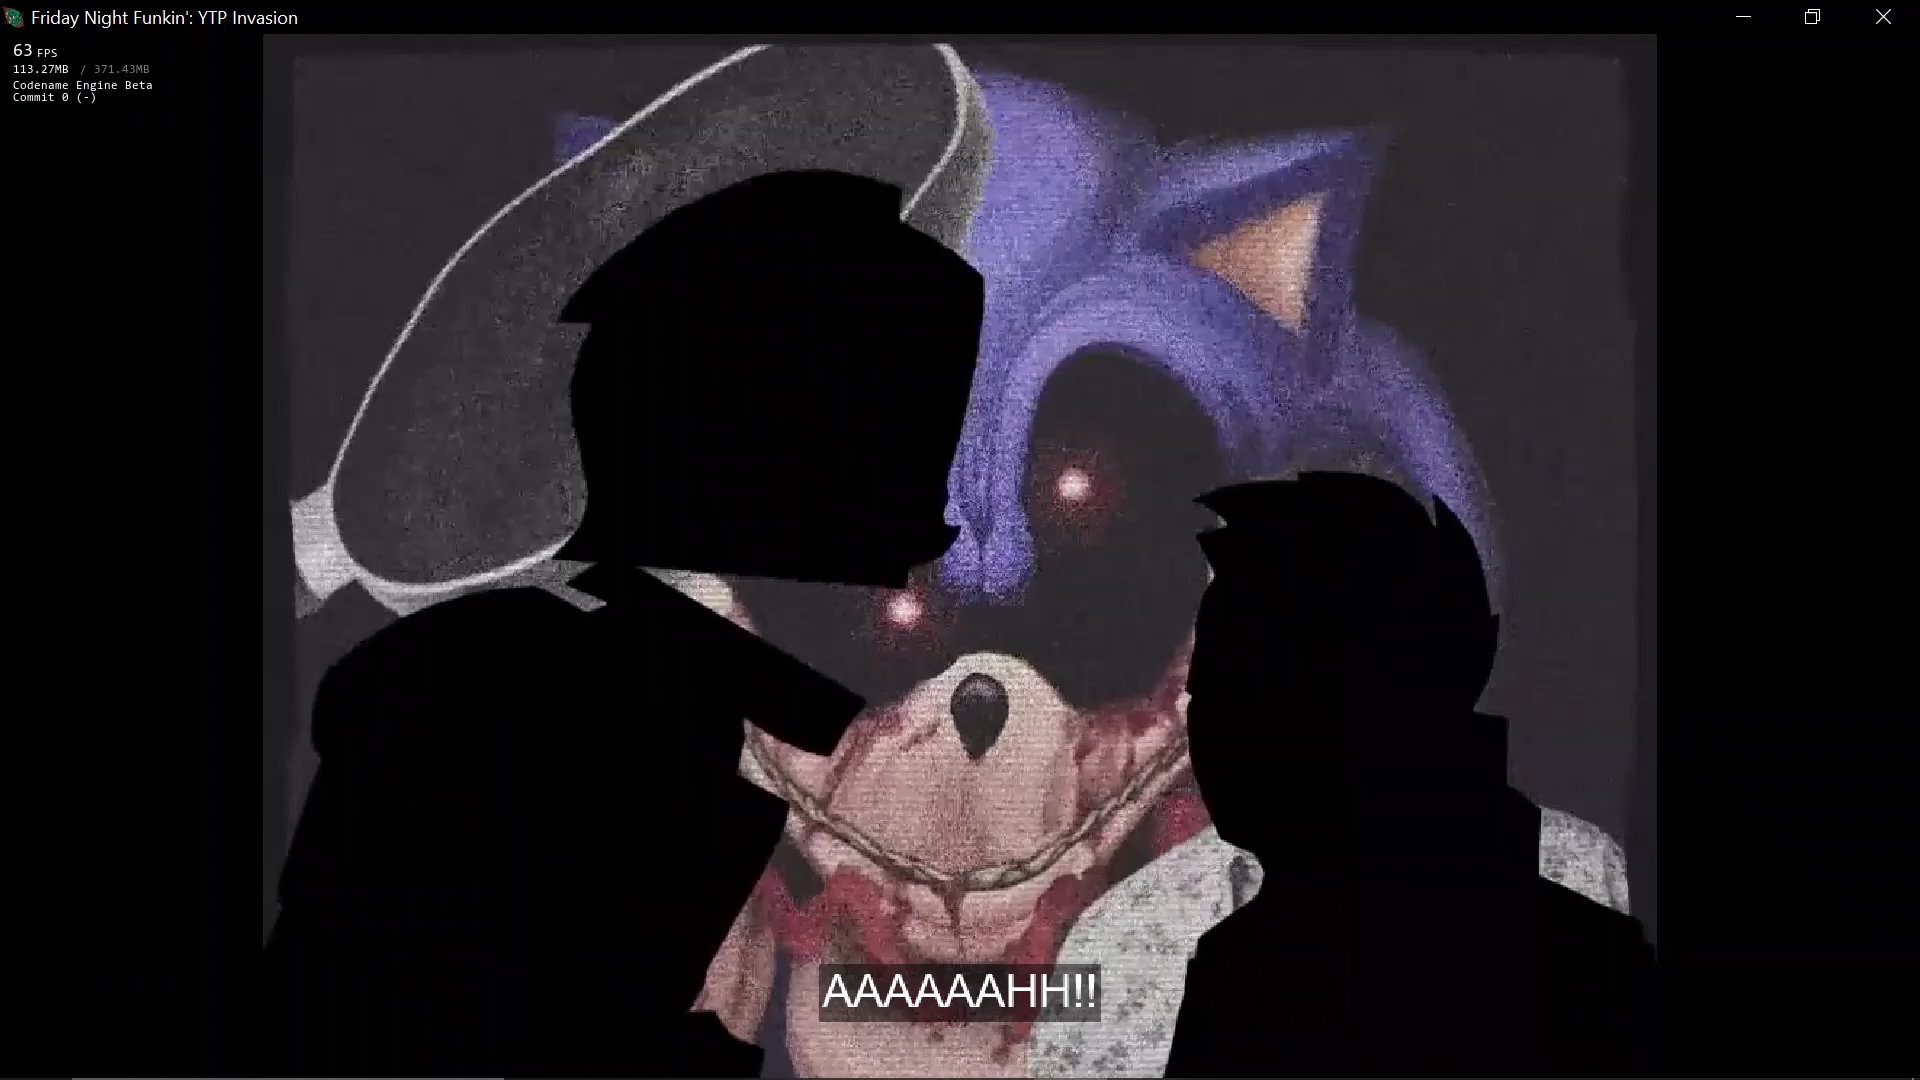 Friday Night Funkin': YTP Invasion
63 FPS
113.27MB / 371.43MB
Codename Engine Beta
Commit 0 (-)
AAAAAAHH!!